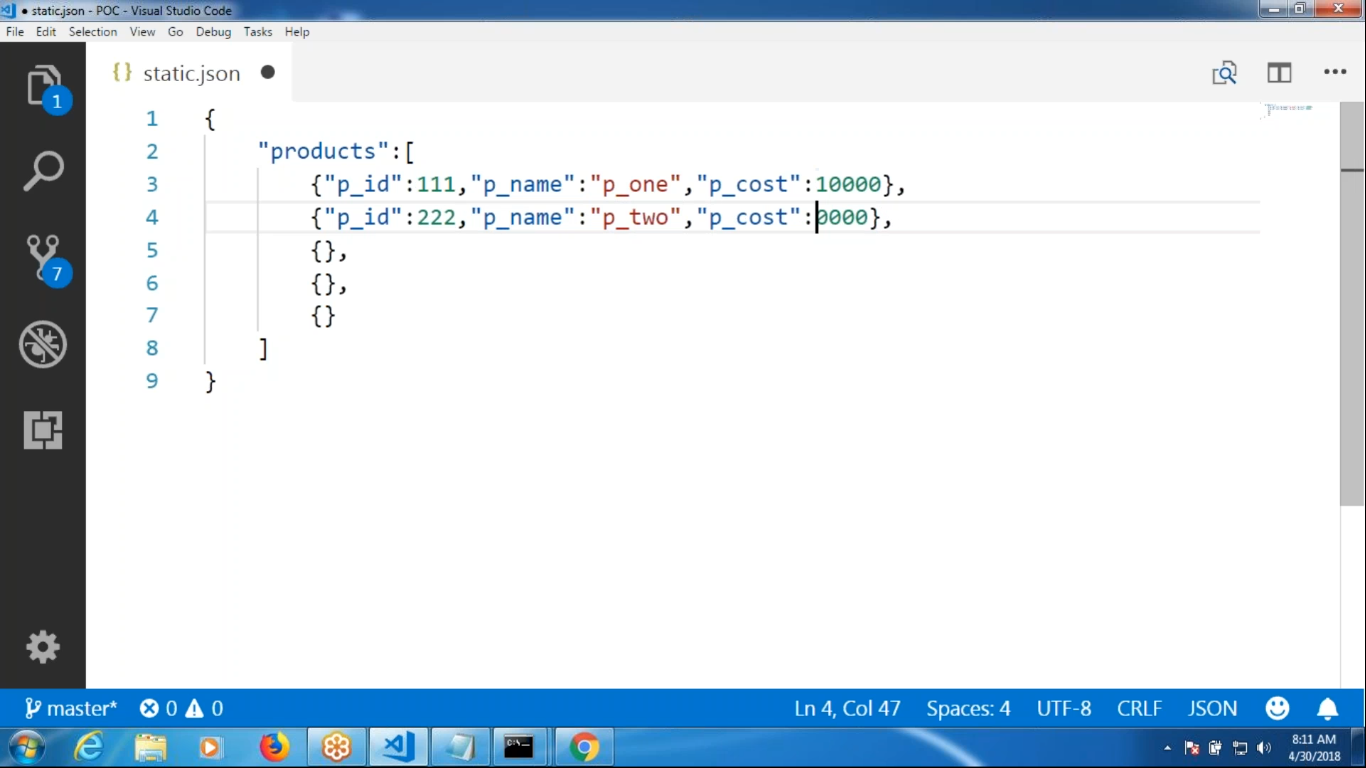 ● static.json - POC - Visual Studio Code
File Edit Selection View Go Debug Tasks Help
1
{} static.json ●
1 {
2 "products":[
3 {"p_id":111,"p_name":"p_one","p_cost":10000},
4 {"p_id":222,"p_name":"p_two","p_cost":0000},
5 {},
6 {},
7 {}
8 ]
9 }
7
master* 0 0 Ln 4, Col 47 Spaces: 4 UTF-8 CRLF JSON
8:11 AM
4/30/2018